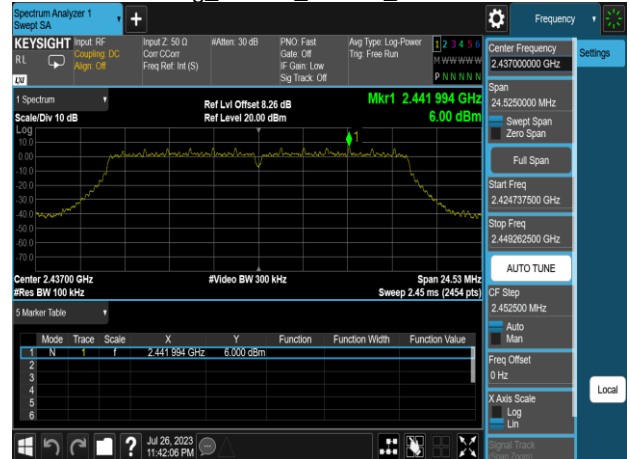 Spectrum Analyzer 1
Swept SA
+
Frequency
KEYSIGHT
RL
LXI
Input: RF
Coupling: DC
Align: Off
Input Z: 50 Ω
Corr CCorr
Freq Ref: Int (S)
#Atten: 30 dB
PNO: Fast
Gate: Off
IF Gain: Low
Sig Track: Off
Avg Type: Log-Power
Trig: Free Run
1 2 3 4 5 6
M W W W W W
P N N N N N
Center Frequency
2.437000000 GHz
Settings
Span
24.5250000 MHz
Swept Span
Zero Span
Full Span
Start Freq
2.424737500 GHz
Stop Freq
2.449262500 GHz
AUTO TUNE
CF Step
2.452500 MHz
Auto
Man
Freq Offset
0 Hz
X Axis Scale
Log
Lin
Signal Track
(Span Zoom)
Local
1 Spectrum
Scale/Div 10 dB
Ref Lvl Offset 8.26 dB
Ref Level 20.00 dBm
Mkr1 2.441 994 GHz
6.00 dBm
Log
10.0
0.00
-10.0
-20.0
-30.0
-40.0
-50.0
-60.0
-70.0
1
Center 2.43700 GHz
#Res BW 100 kHz
#Video BW 300 kHz
Span 24.53 MHz
Sweep 2.45 ms (2454 pts)
5 Marker Table
Mode Trace Scale X Y Function Function Width Function Value
1 N 1 f 2.441 994 GHz 6.000 dBm
2
3
4
5
6
?
Jul 26, 2023
11:42:06 PM